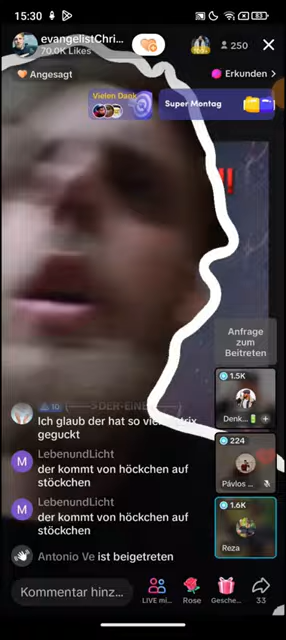 15:30
83
evangelistChri...
70.0K Likes
250
Angesagt
Erkunden >
Vielen Dank
Super Montag
!!
Anfrage zum
Beitreten
1.5K
Denk...
224
Pávlos ...
1.6K
Reza
10
Ich glaub der hat so viel
geguckt
LebenundLicht
der kommt von höckchen auf
stöckchen
LebenundLicht
der kommt von höckchen auf
stöckchen
Antonio Ve ist beigetreten
Kommentar hinz...
LIVE mi...
Rose
Gesche...
33